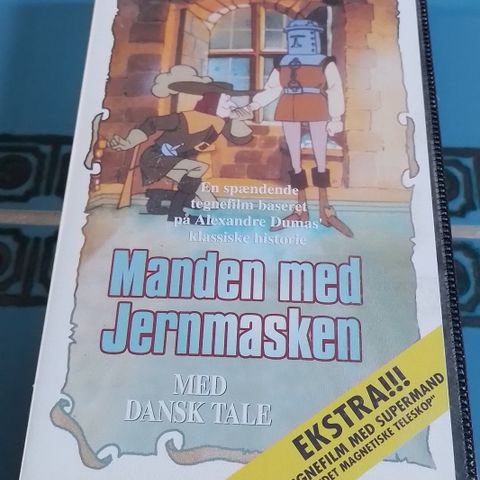 En spændende
tegnefilm baseret
på Alexandre Dumas'
klassiske historie
Manden med
Jernmasken
MED
DANSK TALE
EKSTRA!!!
TEGNEFILM MED SUPERMAND
"DET MAGNETISKE TELESKOP"